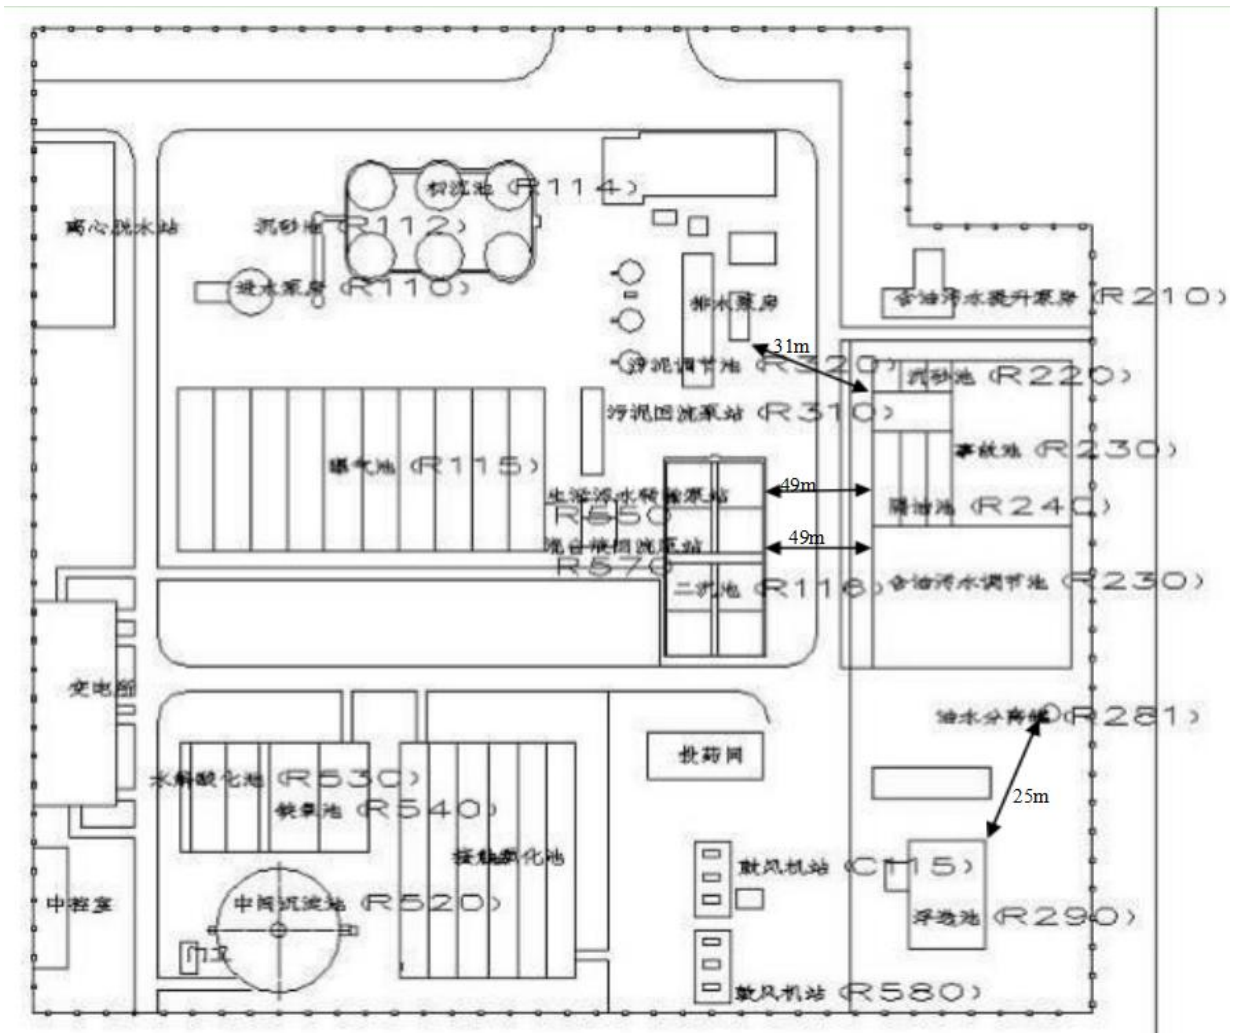 初沉池 (R114)
离心脱水站
沉砂池 (R112)
进水泵房 (R110)
排水泵房
含油污水提升泵房 (R210)
31m
污泥调节池 (R320)
沉砂池 (R220)
污泥回流泵站 (R310)
曝气池 (R115)
事故池 (R230)
49m
生活污水转输泵站
R550
隔油池 (R240)
49m
混合液回流泵站
R570
二沉池 (R116)
含油污水调节池 (R230)
变电所
油水分离罐 (R281)
投药间
水解酸化池 (R530)
缺氧池 (R540)
25m
接触氧化池
鼓风机站 (C115)
中控室
中间沉淀站 (R520)
浮选池 (R290)
门卫
鼓风机站 (R580)